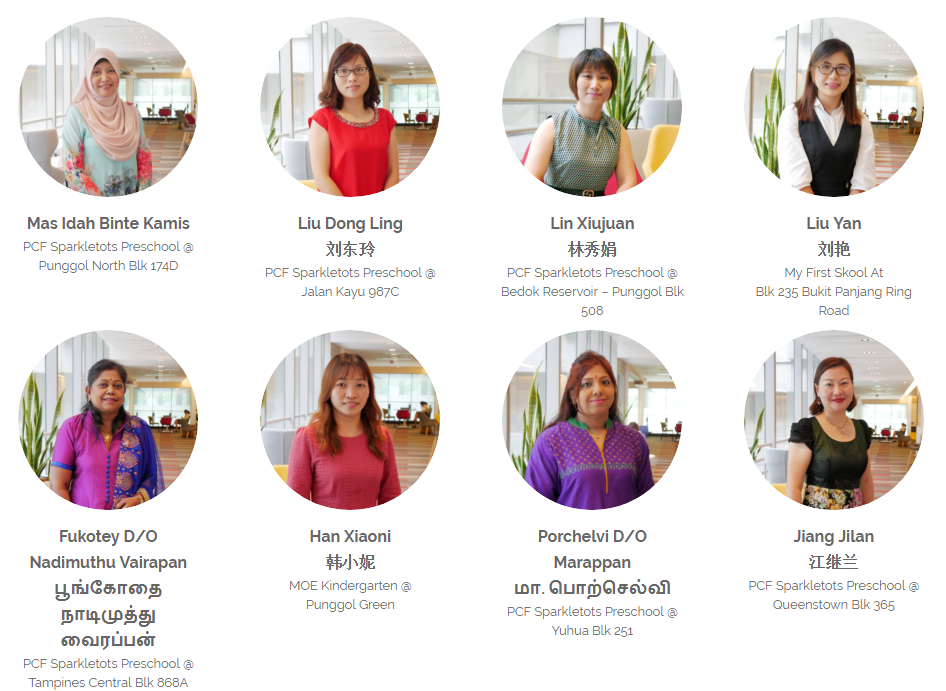 Mas Idah Binte Kamis
PCF Sparkletots Preschool @
Punggol North Blk 174D
Liu Dong Ling
刘东玲
PCF Sparkletots Preschool @
Jalan Kayu 987C
Lin Xiujuan
林秀娟
PCF Sparkletots Preschool @
Bedok Reservoir – Punggol Blk
508
Liu Yan
刘艳
My First Skool At
Blk 235 Bukit Panjang Ring
Road
Fukotey D/O
Nadimuthu Vairapan
பூங்கோதை
நாடிமுத்து
வைரப்பன்
PCF Sparkletots Preschool @
Tampines Central Blk 868A
Han Xiaoni
韩小妮
MOE Kindergarten @
Punggol Green
Porchelvi D/O
Marappan
மா. பொற்செல்வி
PCF Sparkletots Preschool @
Yuhua Blk 251
Jiang Jilan
江继兰
PCF Sparkletots Preschool @
Queenstown Blk 365